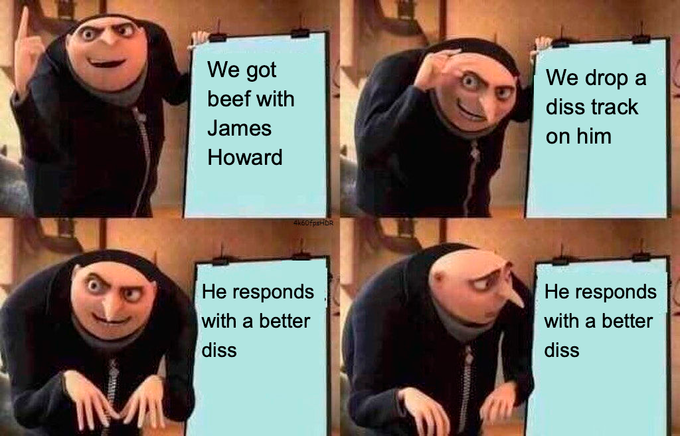 We got
beef with
James
Howard
We drop a
diss track
on him
He responds
with a better
diss
He responds
with a better
diss